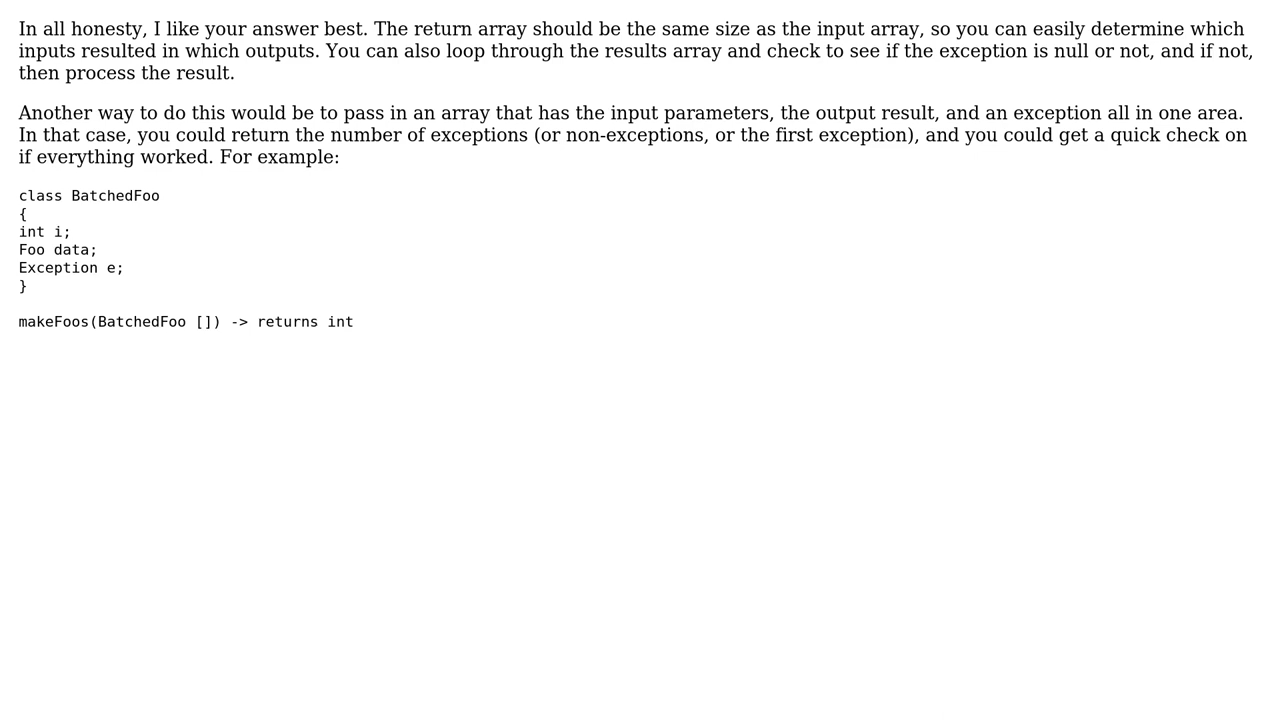 In all honesty, I like your answer best. The return array should be the same size as the input array, so you can easily determine which
inputs resulted in which outputs. You can also loop through the results array and check to see if the exception is null or not, and if not,
then process the result.
Another way to do this would be to pass in an array that has the input parameters, the output result, and an exception all in one area.
In that case, you could return the number of exceptions (or non-exceptions, or the first exception), and you could get a quick check on
if everything worked. For example:
class BatchedFoo
{
int i;
Foo data;
Exception e;
}
makeFoos(BatchedFoo []) -> returns int